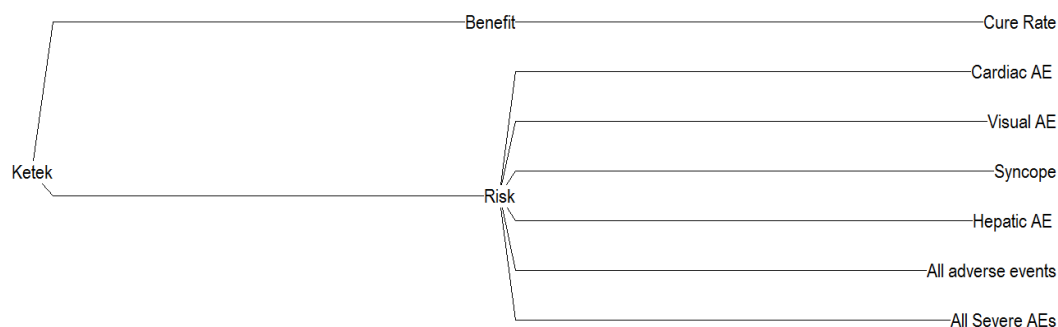 Benefit
Cure Rate
Cardiac AE
Visual AE
Ketek
Syncope
Risk
Hepatic AE
All adverse events
All Severe AEs